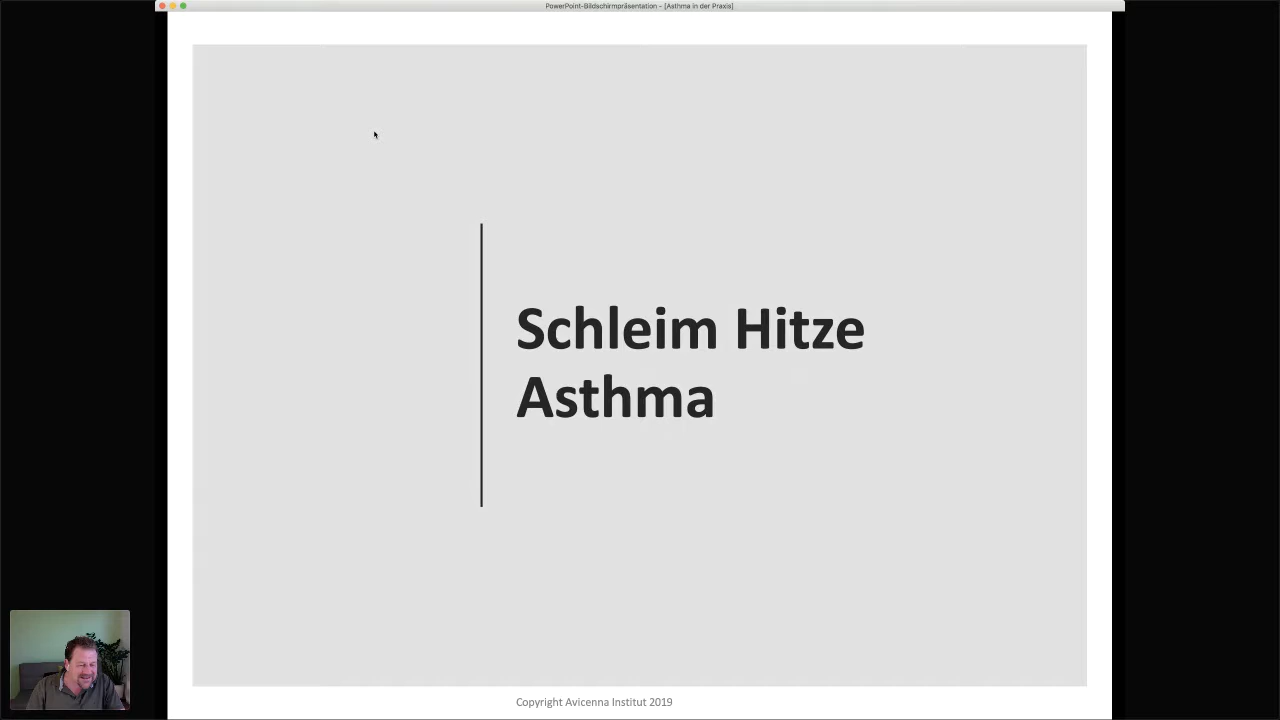 PowerPoint-Bildschirmpräsentation - [Asthma in der Praxis]
Schleim Hitze
Asthma
Copyright Avicenna Institut 2019